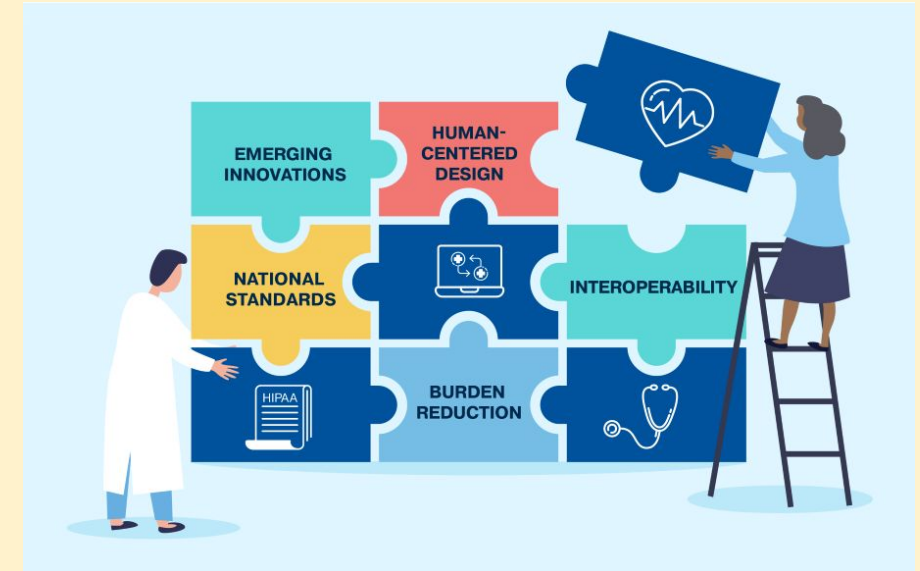 EMERGING
INNOVATIONS
HUMAN-
CENTERED
DESIGN
NATIONAL
STANDARDS
INTEROPERABILITY
HIPAA
BURDEN
REDUCTION